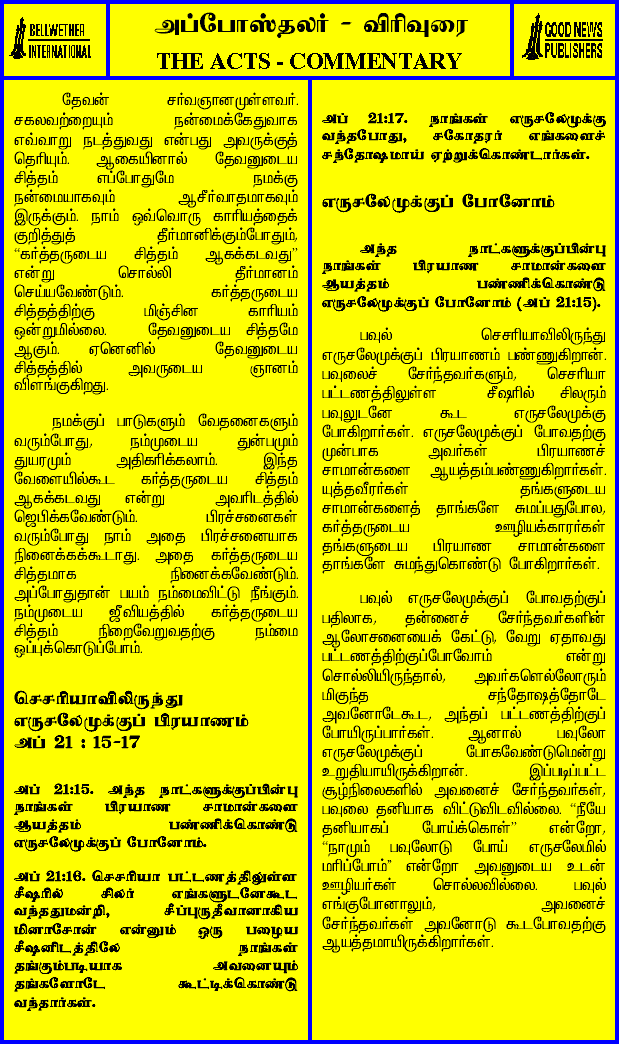 BELLWETHER
INTERNATIONAL
அப்போஸ்தலர் - விரிவுரை
THE ACTS - COMMENTARY
GOOD NEWS
PUBLISHERS
தேவன் சர்வஞானமுள்ளவர்.
சகலவற்றையும் நன்மைக்கேதுவாக
எவ்வாறு நடத்துவது என்பது அவருக்குத்
தெரியும். ஆகையினால் தேவனுடைய
சித்தம் எப்போதுமே நமக்கு
நன்மையாகவும் ஆசீர்வாதமாகவும்
இருக்கும். நாம் ஒவ்வொரு காரியத்தைக்
குறித்துத் தீர்மானிக்கும்போதும்,
“கர்த்தருடைய சித்தம் ஆகக்கடவது”
என்று சொல்லி தீர்மானம்
செய்யவேண்டும். கர்த்தருடைய
சித்தத்திற்கு மிஞ்சின காரியம்
ஒன்றுமில்லை. தேவனுடைய சித்தமே
ஆகும். ஏனெனில் தேவனுடைய
சித்தத்தில் அவருடைய ஞானம்
விளங்குகிறது.
நமக்குப் பாடுகளும் வேதனைகளும்
வரும்போது, நம்முடைய துன்பமும்
துயரமும் அதிகரிக்கலாம். இந்த
வேளையில்கூட கர்த்தருடைய சித்தம்
ஆகக்கடவது என்று அவரிடத்தில்
ஜெபிக்கவேண்டும். பிரச்சனைகள்
வரும்போது நாம் அதை பிரச்சனையாக
நினைக்கக்கூடாது. அதை கர்த்தருடைய
சித்தமாக நினைக்கவேண்டும்.
அப்போதுதான் பயம் நம்மைவிட்டு நீங்கும்.
நம்முடைய ஜீவியத்தில் கர்த்தருடைய
சித்தம் நிறைவேறுவதற்கு நம்மை
ஒப்புக்கொடுப்போம்.
செசரியாவிலிருந்து
எருசலேமுக்குப் பிரயாணம்
அப் 21 : 15-17
அப் 21:15. அந்த நாட்களுக்குப்பின்பு
நாங்கள் பிரயாண சாமான்களை
ஆயத்தம் பண்ணிக்கொண்டு
எருசலேமுக்குப் போனோம்.
அப் 21:16. செசரியா பட்டணத்திலுள்ள
சீஷரில் சிலர் எங்களுடனேகூட
வந்ததுமன்றி, சீப்புருதீவானாகிய
மினாசோன் என்னும் ஒரு பழைய
சீஷனிடத்திலே நாங்கள்
தங்கும்படியாக அவனையும்
தங்களோடே கூட்டிக்கொண்டு
வந்தார்கள்.
அப் 21:17. நாங்கள் எருசலேமுக்கு
வந்தபோது, சகோதரர் எங்களைச்
சந்தோஷமாய் ஏற்றுக்கொண்டார்கள்.
எருசலேமுக்குப் போனோம்
அந்த நாட்களுக்குப்பின்பு
நாங்கள் பிரயாண சாமான்களை
ஆயத்தம் பண்ணிக்கொண்டு
எருசலேமுக்குப் போனோம் (அப் 21:15).
பவுல் செசரியாவிலிருந்து
எருசலேமுக்குப் பிரயாணம் பண்ணுகிறான்.
பவுலைச் சேர்ந்தவர்களும், செசரியா
பட்டணத்திலுள்ள சீஷரில் சிலரும்
பவுலுடனே கூட எருசலேமுக்கு
போகிறார்கள். எருசலேமுக்குப் போவதற்கு
முன்பாக அவர்கள் பிரயாணச்
சாமான்களை ஆயத்தம்பண்ணுகிறார்கள்.
யுத்தவீரர்கள் தங்களுடைய
சாமான்களைத் தாங்களே சுமப்பதுபோல,
கர்த்தருடைய ஊழியக்காரர்கள்
தங்களுடைய பிரயாண சாமான்களை
தாங்களே சுமந்துகொண்டு போகிறார்கள்.
பவுல் எருசலேமுக்குப் போவதற்குப்
பதிலாக, தன்னைச் சேர்ந்தவர்களின்
ஆலோசனையைக் கேட்டு, வேறு ஏதாவது
பட்டணத்திற்குப்போவோம் என்று
சொல்லியிருந்தால், அவர்களெல்லோரும்
மிகுந்த சந்தோஷத்தோடே
அவனோடேகூட, அந்தப் பட்டணத்திற்குப்
போயிருப்பார்கள். ஆனால் பவுலோ
எருசலேமுக்குப் போகவேண்டுமென்று
உறுதியாயிருக்கிறான். இப்படிப்பட்ட
சூழ்நிலைகளில் அவனைச் சேர்ந்தவர்கள்,
பவுலை தனியாக விட்டுவிடவில்லை. “நீயே
தனியாகப் போய்க்கொள்” என்றோ,
“நாமும் பவுலோடு போய் எருசலேமில்
மரிப்போம்” என்றோ அவனுடைய உடன்
ஊழியர்கள் சொல்லவில்லை. பவுல்
எங்குபோனாலும், அவனைச்
சேர்ந்தவர்கள் அவனோடு கூடபோவதற்கு
ஆயத்தமாயிருக்கிறார்கள்.